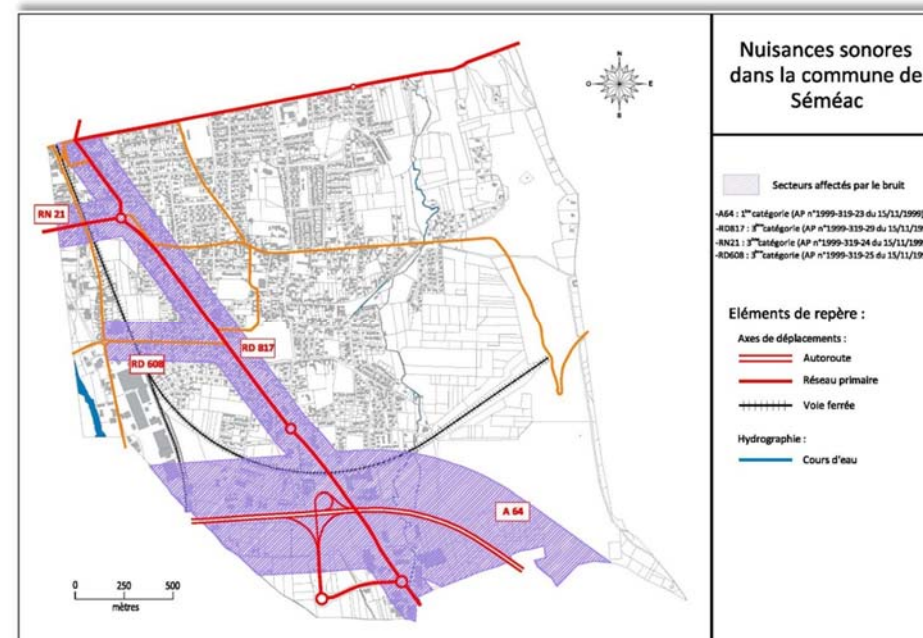 Nuisances sonores
dans la commune de
Séméac
N
O
E
S
RN 21
RD 817
RD 608
A 64
0 250 500
mètres
Secteurs affectés par le bruit
-A64 : 1ère catégorie (AP n°1999-319-23 du 15/11/1999)
-RD817 : 3ème catégorie (AP n°1999-319-29 du 15/11/199
-RN21 : 3ème catégorie (AP n°1999-319-24 du 15/11/199
-RD608 : 3ème catégorie (AP n°1999-319-25 du 15/11/199
Eléments de repère :
Axes de déplacements :
Autoroute
Réseau primaire
Voie ferrée
Hydrographie :
Cours d'eau